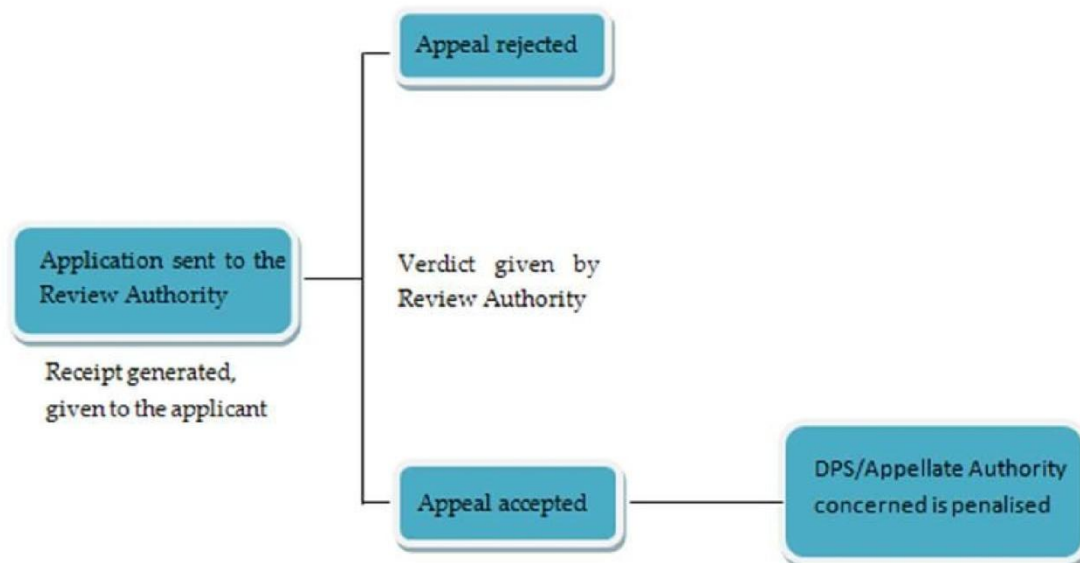 Appeal rejected
Application sent to the
Review Authority
Verdict given by
Review Authority
Receipt generated,
given to the applicant
Appeal accepted
DPS/Appellate Authority
concerned is penalised